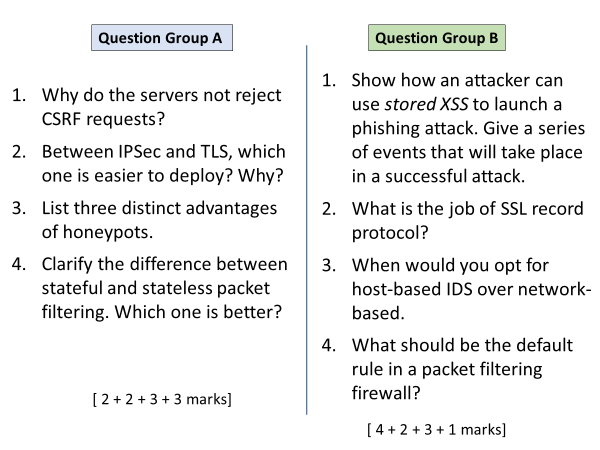 Question Group A
1. Why do the servers not reject
CSRF requests?
2. Between IPSec and TLS, which
one is easier to deploy? Why?
3. List three distinct advantages
of honeypots.
4. Clarify the difference between
stateful and stateless packet
filtering. Which one is better?
[ 2 + 2 + 3 + 3 marks]
Question Group B
1. Show how an attacker can
use stored XSS to launch a
phishing attack. Give a series
of events that will take place
in a successful attack.
2. What is the job of SSL record
protocol?
3. When would you opt for
host-based IDS over network-
based.
4. What should be the default
rule in a packet filtering
firewall?
[ 4 + 2 + 3 + 1 marks]